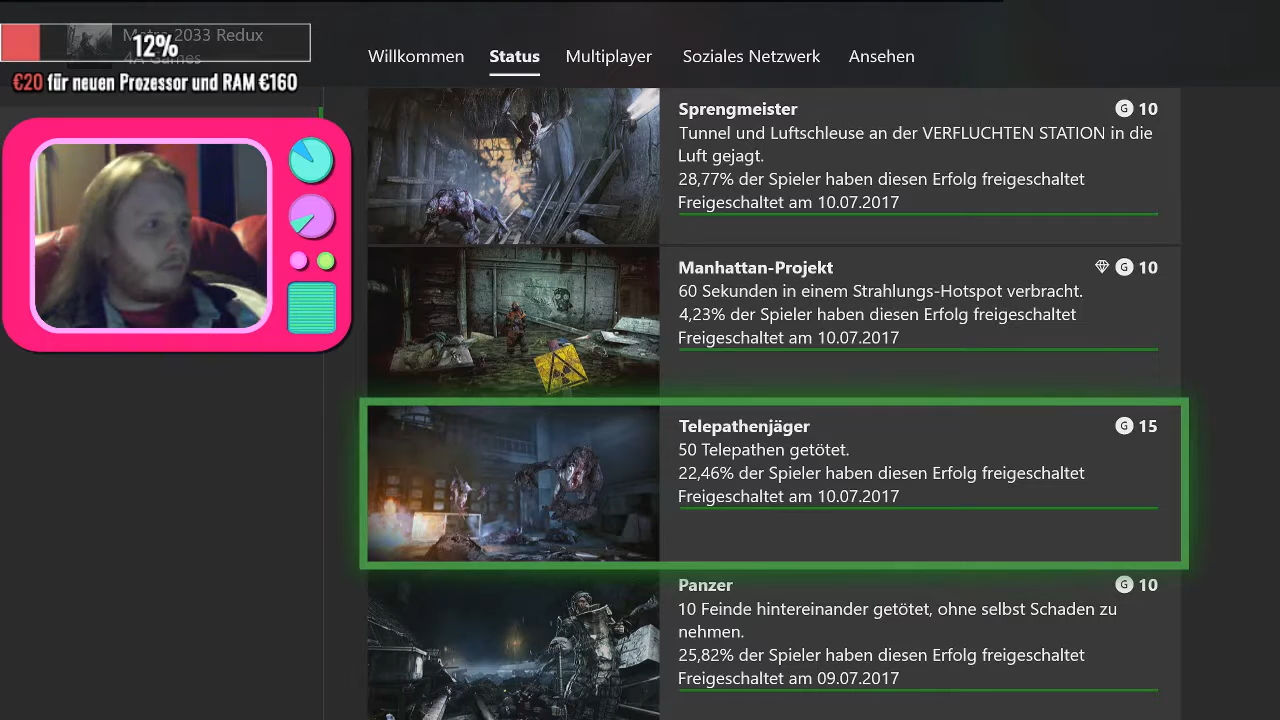 Metro 2033 Redux
4A Games
12%
€20 für neuen Prozessor und RAM €160
Willkommen
Status
Multiplayer
Soziales Netzwerk
Ansehen
Sprengmeister
G 10
Tunnel und Luftschleuse an der VERFLUCHTEN STATION in die
Luft gejagt.
28,77% der Spieler haben diesen Erfolg freigeschaltet
Freigeschaltet am 10.07.2017
Manhattan-Projekt
G 10
60 Sekunden in einem Strahlungs-Hotspot verbracht.
4,23% der Spieler haben diesen Erfolg freigeschaltet
Freigeschaltet am 10.07.2017
Telepathenjäger
G 15
50 Telepathen getötet.
22,46% der Spieler haben diesen Erfolg freigeschaltet
Freigeschaltet am 10.07.2017
Panzer
G 10
10 Feinde hintereinander getötet, ohne selbst Schaden zu
nehmen.
25,82% der Spieler haben diesen Erfolg freigeschaltet
Freigeschaltet am 09.07.2017